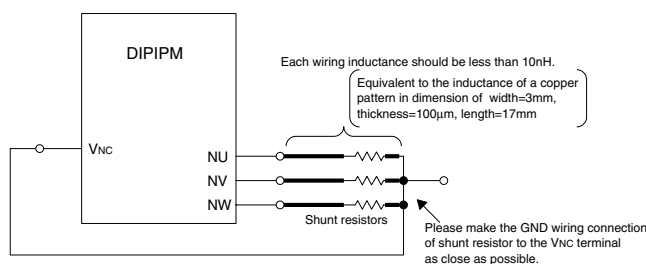 DIPIPM
Each wiring inductance should be less than 10nH.
Equivalent to the inductance of a copper
pattern in dimension of width=3mm,
thickness=100μm, length=17mm
VNC
NU
NV
NW
Shunt resistors
Please make the GND wiring connection
of shunt resistor to the VNC terminal
as close as possible.